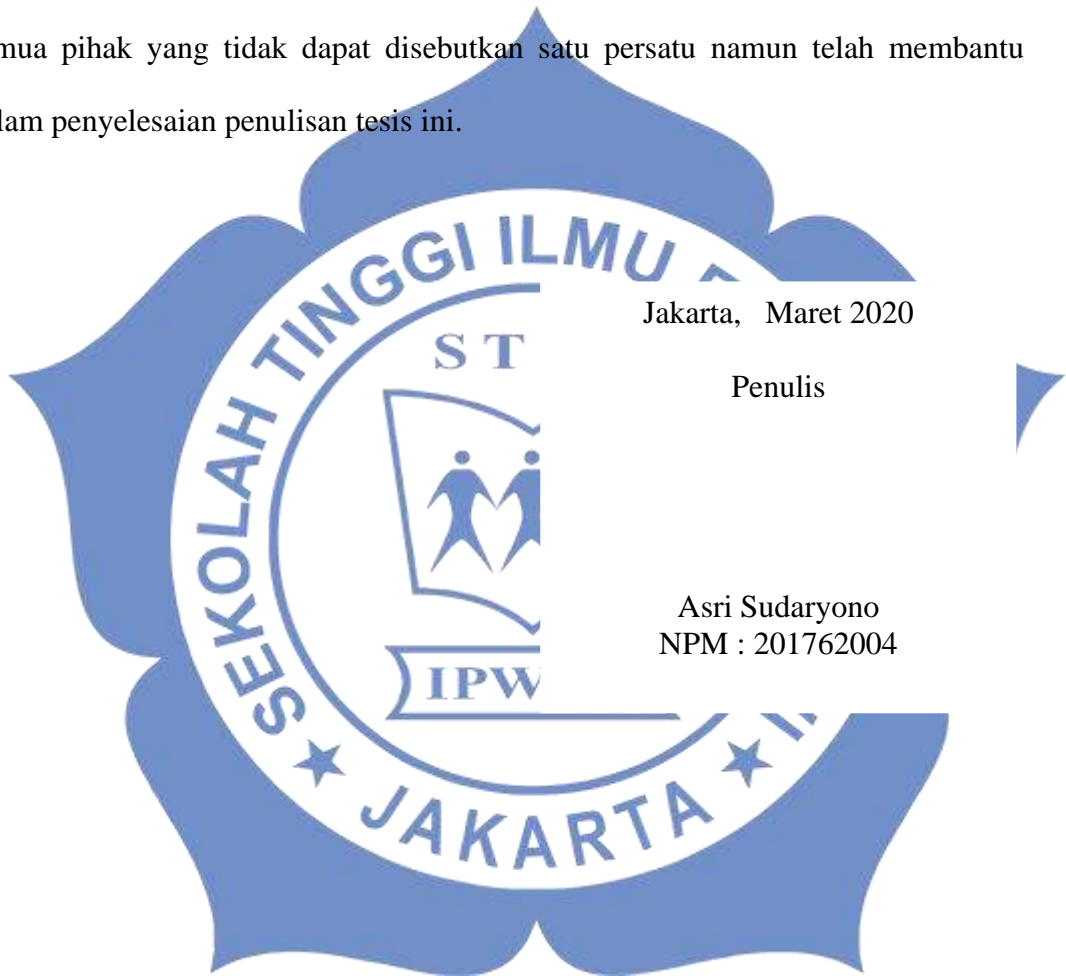 mua pihak yang tidak dapat disebutkan satu persatu namun telah membantu
lam penyelesaian penulisan tesis ini.
SEKOLAH TINGGI ILMU
ST
Jakarta, Maret 2020
Penulis
Asri Sudaryono
NPM : 201762004
IPW
★ JAKARTA ★